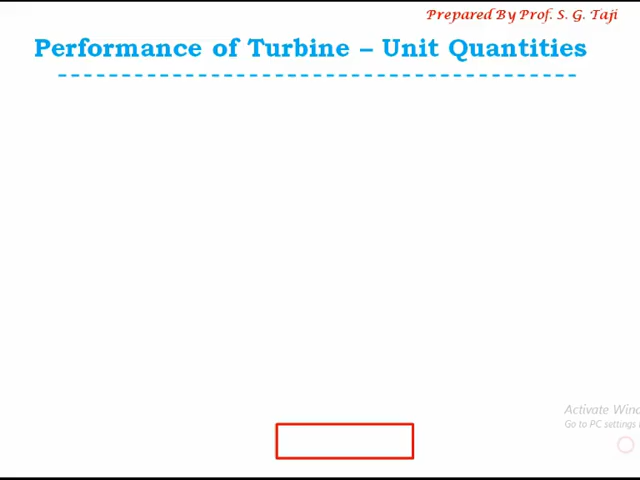 Prepared By Prof. S. G. Taji
Performance of Turbine – Unit Quantities
Activate Wind
Go to PC settings